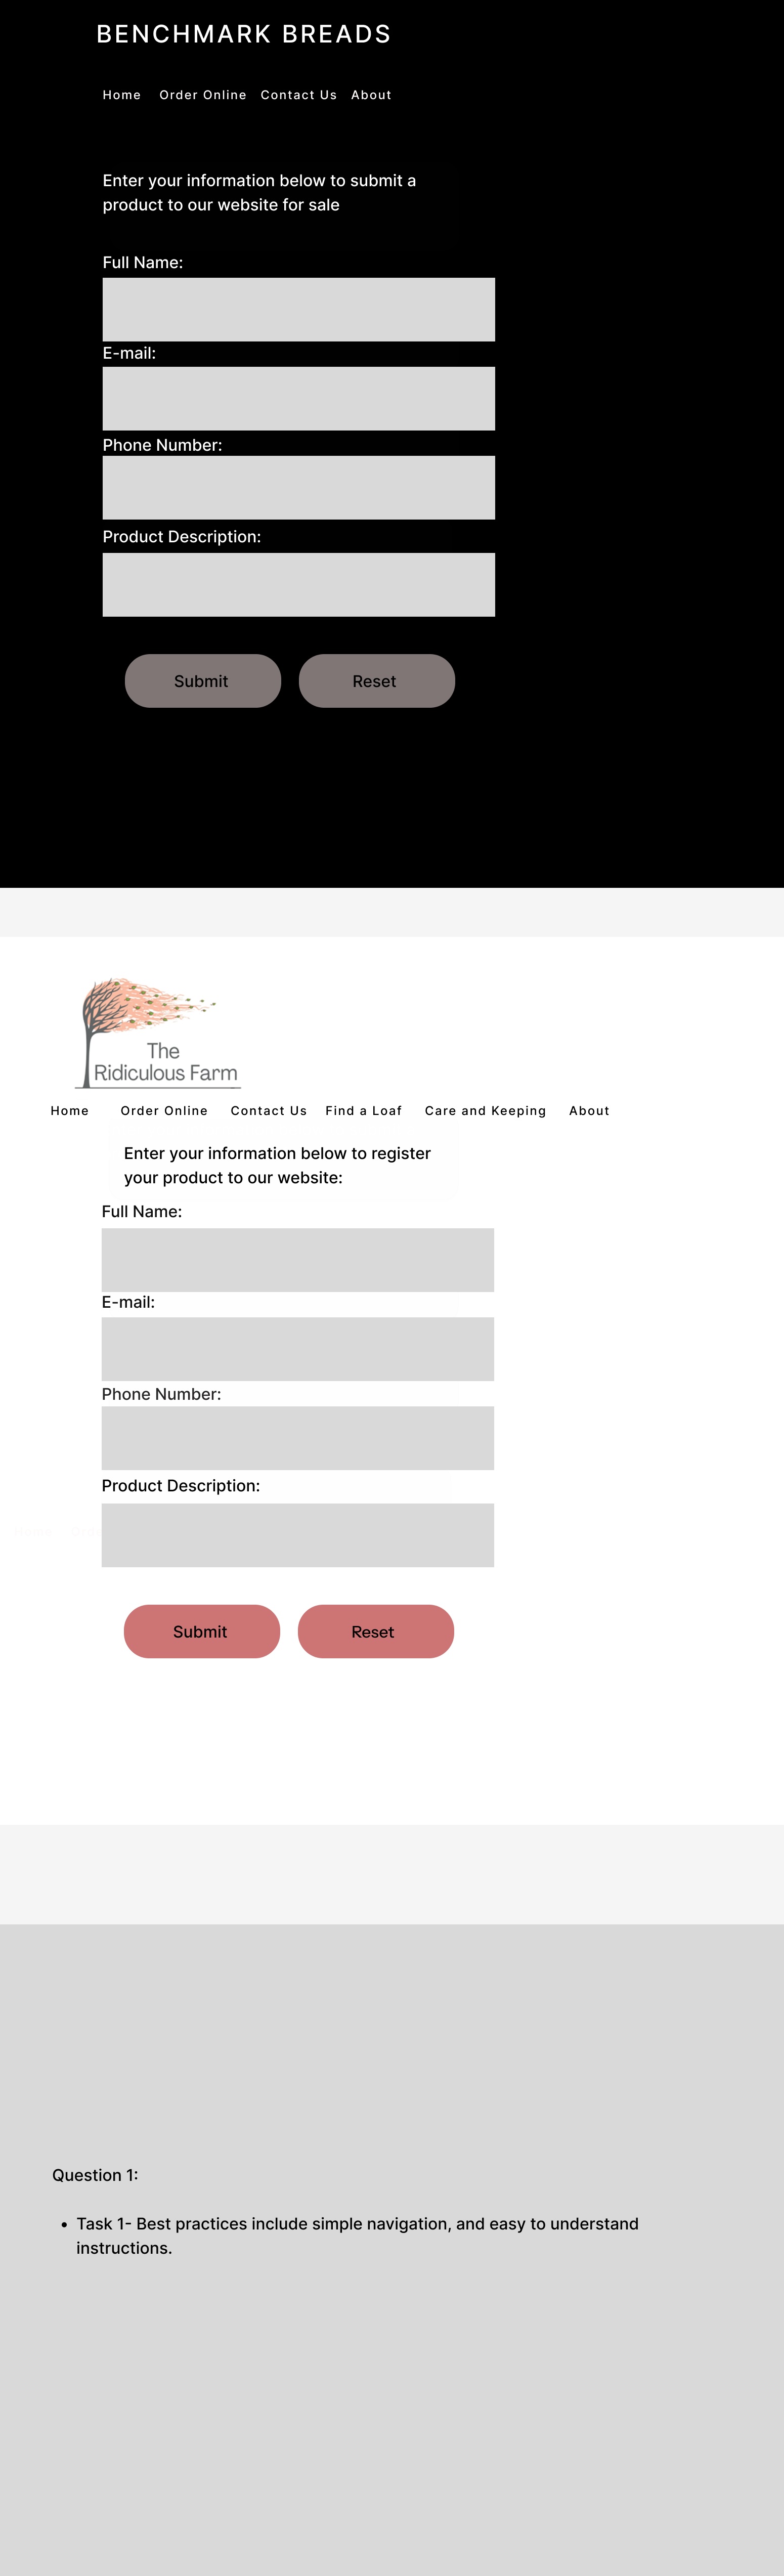 BENCHMARK BREADS
Home Order Online Contact Us About
Enter your information below to submit a
product to our website for sale
Full Name:
E-mail:
Phone Number:
Product Description:
Submit Reset
The
Ridiculous Farm
Home Order Online Contact Us Find a Loaf Care and Keeping About
Enter your information below to register
your product to our website:
Full Name:
E-mail:
Phone Number:
Product Description:
Submit Reset
Question 1:
• Task 1- Best practices include simple navigation, and easy to understand
instructions.